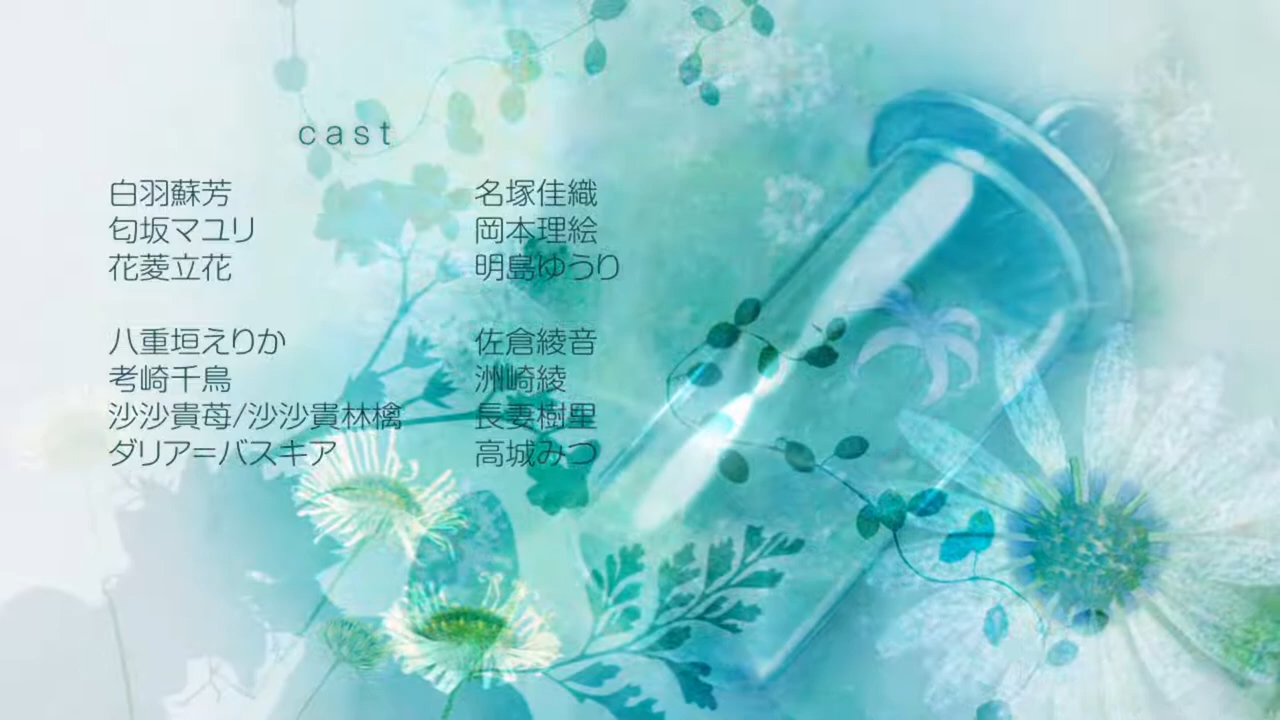 cast
白羽蘇芳 名塚佳織
匂坂マユリ 岡本理絵
花菱立花 明島ゆうり
八重垣えりか 佐倉綾音
考崎千鳥 洲崎綾
沙沙貴苺/沙沙貴林檎 長妻樹里
ダリア=バスキア 高城みつ